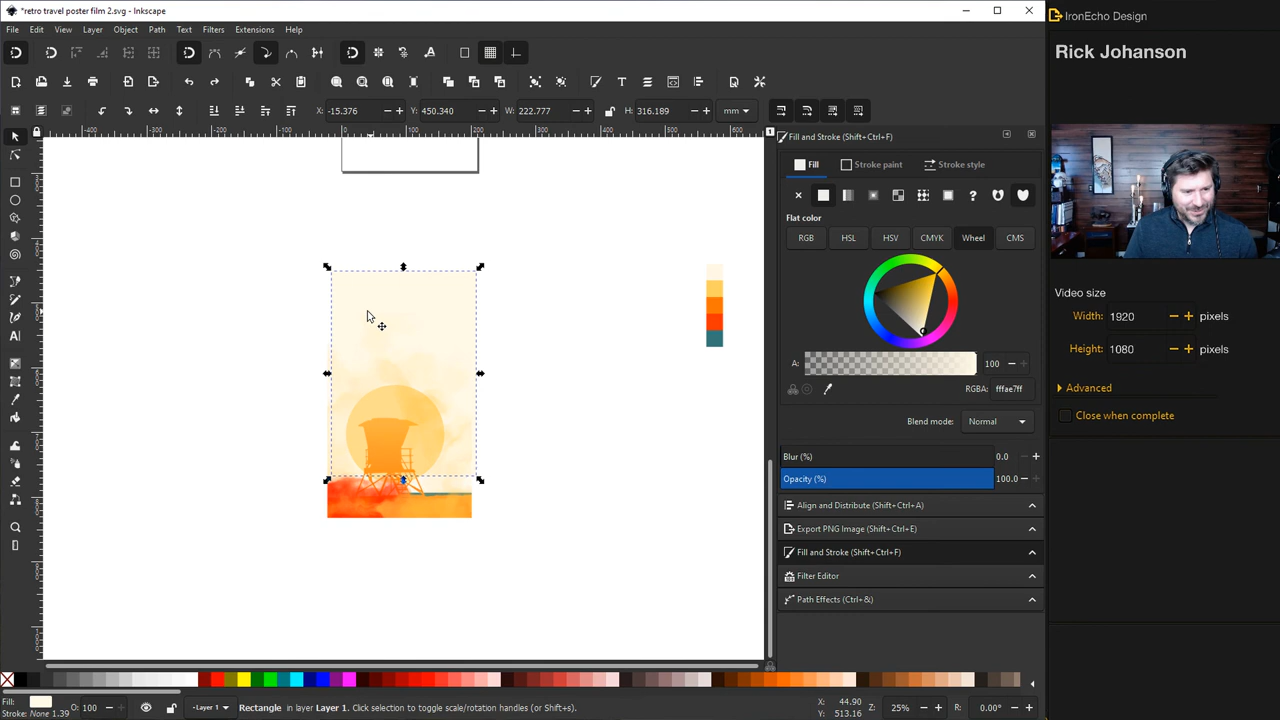 *retro travel poster film 2.svg - Inkscape
File Edit View Layer Object Path Text Filters Extensions Help
X: -15.376 Y: 450.340 W: 222.777 H: 316.189 mm
Fill and Stroke (Shift+Ctrl+F)
Fill Stroke paint Stroke style
?
Flat color
RGB HSL HSV CMYK Wheel CMS
A: 100
RGBA: fffae7ff
Blend mode: Normal
Blur (%) 0.0
Opacity (%) 100.0
Align and Distribute (Shift+Ctrl+A)
Export PNG Image (Shift+Ctrl+E)
Fill and Stroke (Shift+Ctrl+F)
Filter Editor
Path Effects (Ctrl+&)
Fill:
Stroke: None 1.39
O: 100
Layer 1
Rectangle in layer Layer 1. Click selection to toggle scale/rotation handles (or Shift+s).
X: 44.90
Y: 513.16
Z: 25%
R: 0.00°
IronEcho Design
Rick Johanson
Video size
Width: 1920 pixels
Height: 1080 pixels
Advanced
Close when complete